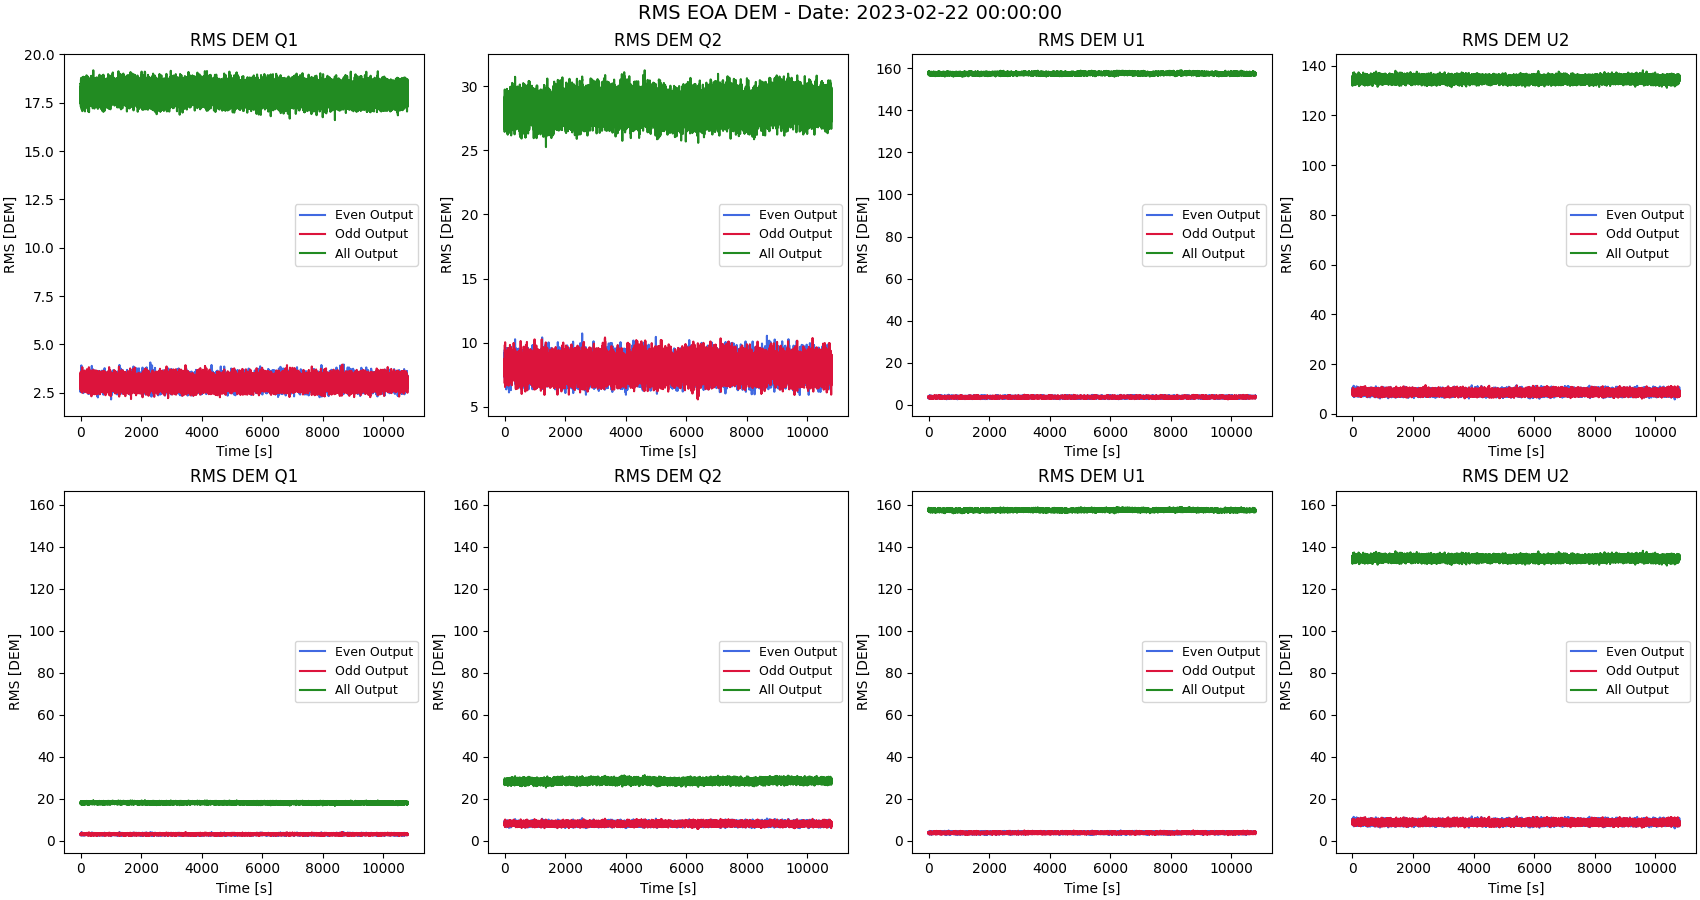 RMS EOA DEM - Date: 2023-02-22 00:00:00
RMS DEM Q1
RMS [DEM]
20.0
17.5
15.0
12.5
10.0
7.5
5.0
2.5
Even Output
Odd Output
All Output
0 2000 4000 6000 8000 10000
Time [s]
RMS DEM Q2
RMS [DEM]
30
25
20
15
10
5
Even Output
Odd Output
All Output
0 2000 4000 6000 8000 10000
Time [s]
RMS DEM U1
RMS [DEM]
160
140
120
100
80
60
40
20
0
Even Output
Odd Output
All Output
0 2000 4000 6000 8000 10000
Time [s]
RMS DEM U2
RMS [DEM]
140
120
100
80
60
40
20
0
Even Output
Odd Output
All Output
0 2000 4000 6000 8000 10000
Time [s]
RMS DEM Q1
RMS [DEM]
160
140
120
100
80
60
40
20
0
Even Output
Odd Output
All Output
0 2000 4000 6000 8000 10000
Time [s]
RMS DEM Q2
RMS [DEM]
160
140
120
100
80
60
40
20
0
Even Output
Odd Output
All Output
0 2000 4000 6000 8000 10000
Time [s]
RMS DEM U1
RMS [DEM]
160
140
120
100
80
60
40
20
0
Even Output
Odd Output
All Output
0 2000 4000 6000 8000 10000
Time [s]
RMS DEM U2
RMS [DEM]
160
140
120
100
80
60
40
20
0
Even Output
Odd Output
All Output
0 2000 4000 6000 8000 10000
Time [s]